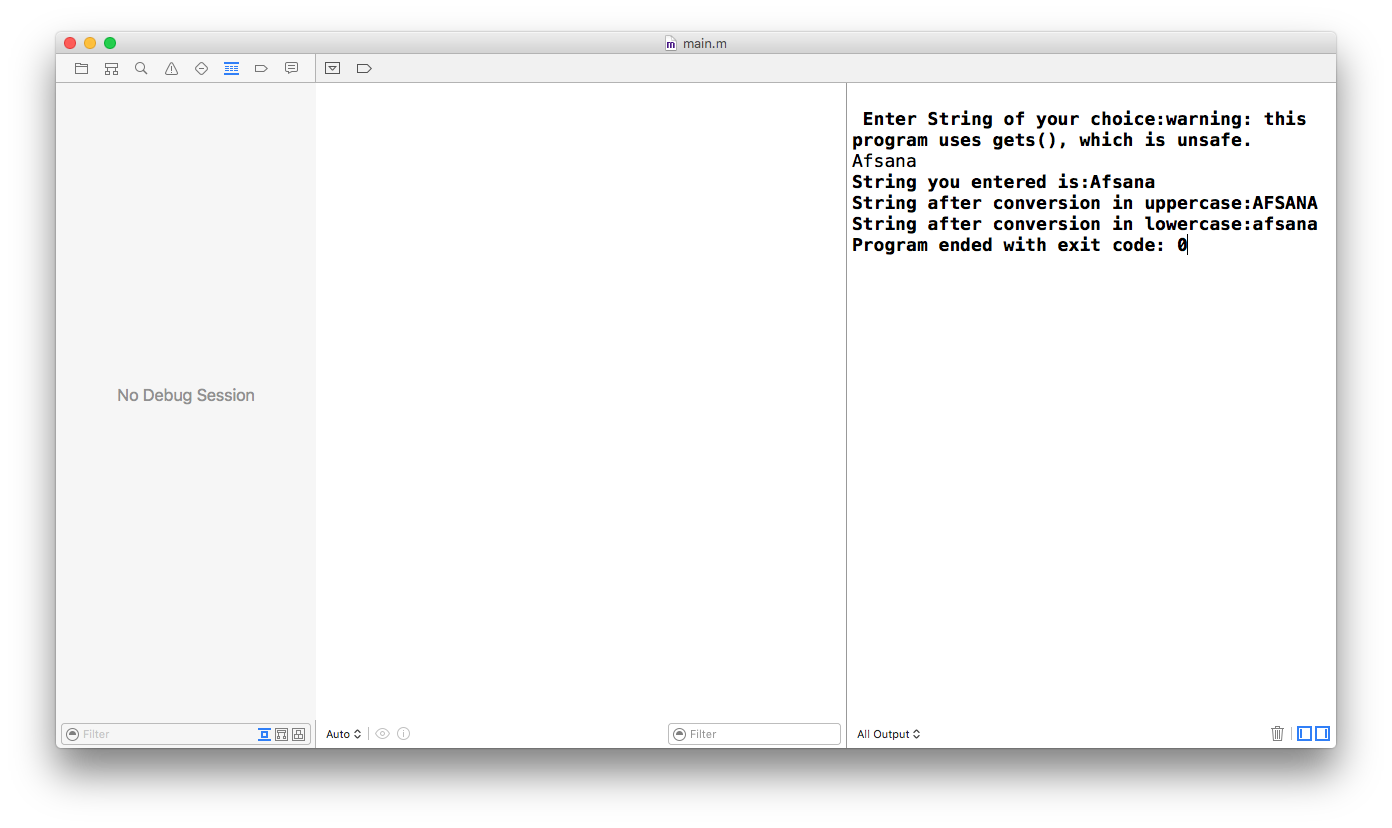 main.m
Enter String of your choice:warning: this
program uses gets(), which is unsafe.
Afsana
String you entered is:Afsana
String after conversion in uppercase:AFSANA
String after conversion in lowercase:afsana
Program ended with exit code: 0
No Debug Session
Filter
Auto
Filter
All Output